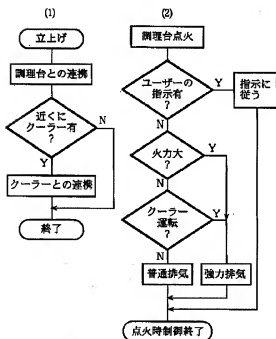 (1)
立上げ
調理台との連携
近くに
クーラー有
?
N
Y
クーラーとの連携
終了
(2)
調理台点火
ユーザーの
指示有
?
Y
指示に
従う
N
火力大
?
Y
N
クーラー
運転
?
Y
N
普通排気
強力排気
点火時制御終了